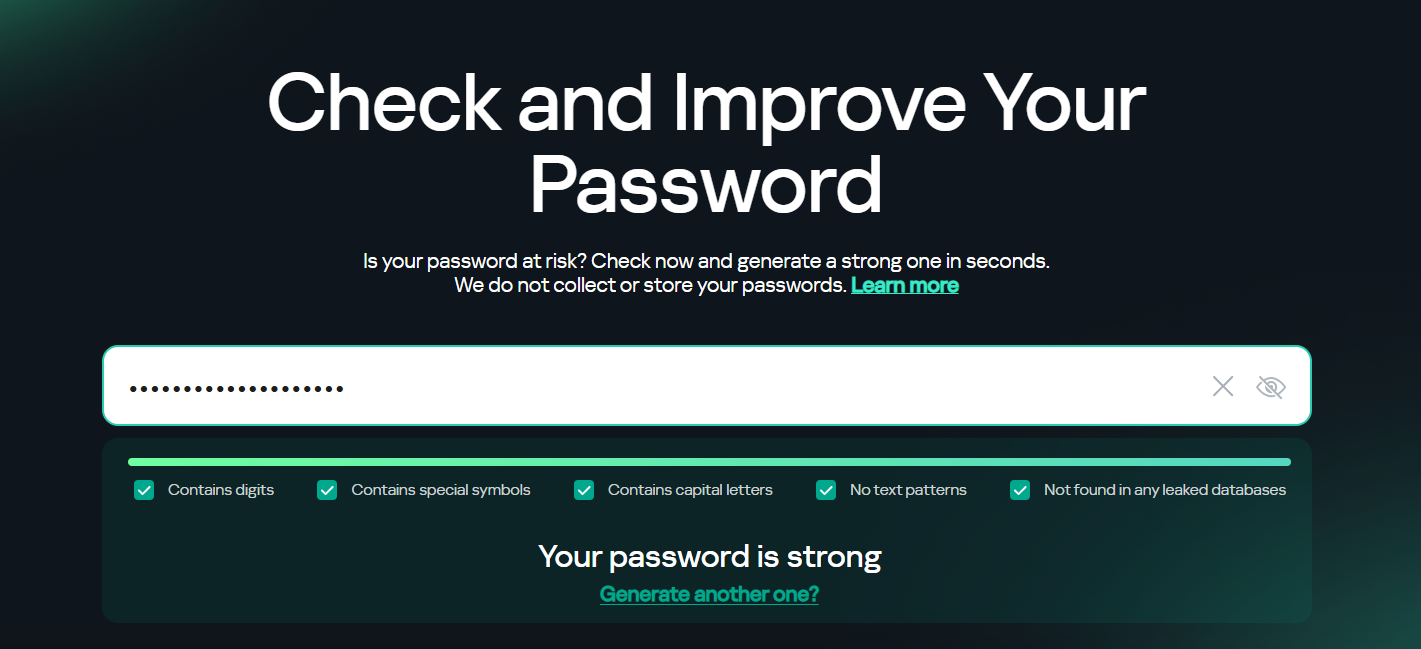 Check and Improve Your
Password
Is your password at risk? Check now and generate a strong one in seconds.
We do not collect or store your passwords. Learn more
••••••••••••••••••••
Contains digits Contains special symbols Contains capital letters No text patterns Not found in any leaked databases
Your password is strong
Generate another one?